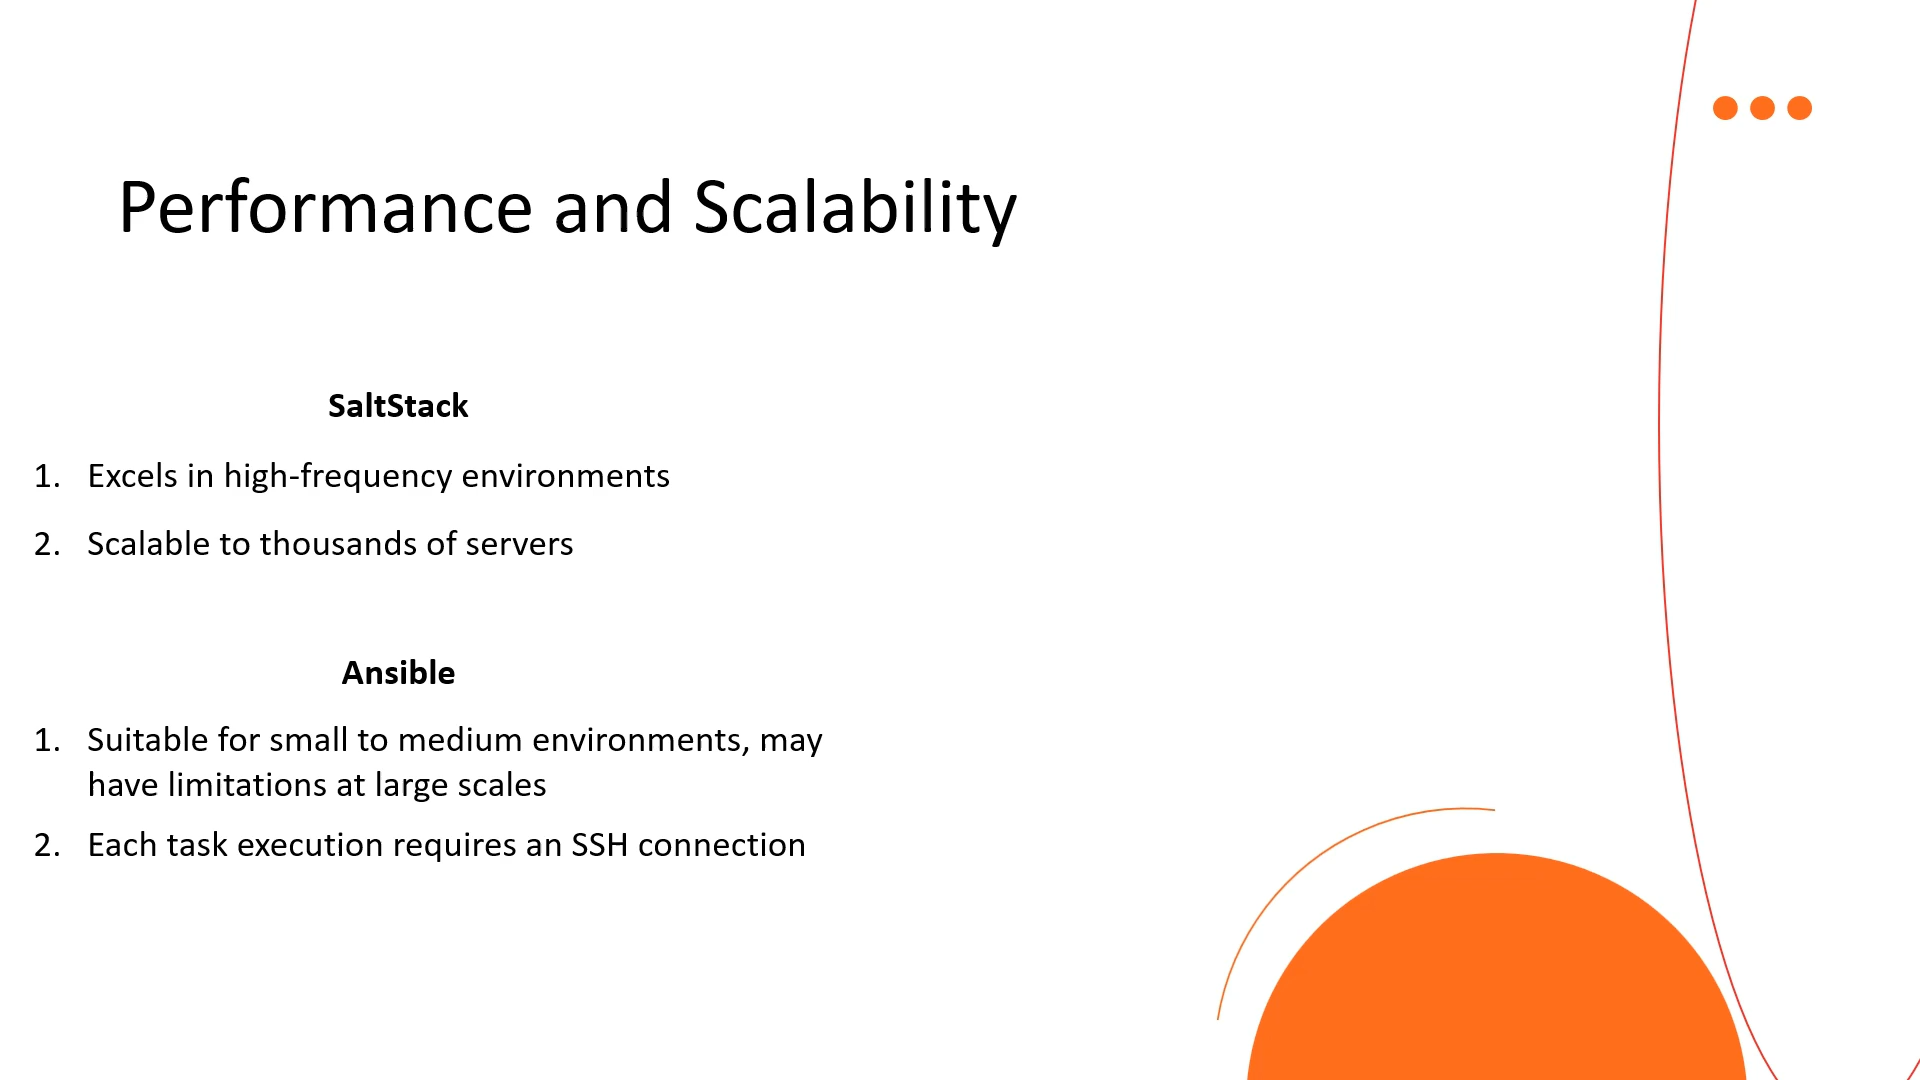 Performance and Scalability
SaltStack
1. Excels in high-frequency environments
2. Scalable to thousands of servers
Ansible
1. Suitable for small to medium environments, may
have limitations at large scales
2. Each task execution requires an SSH connection